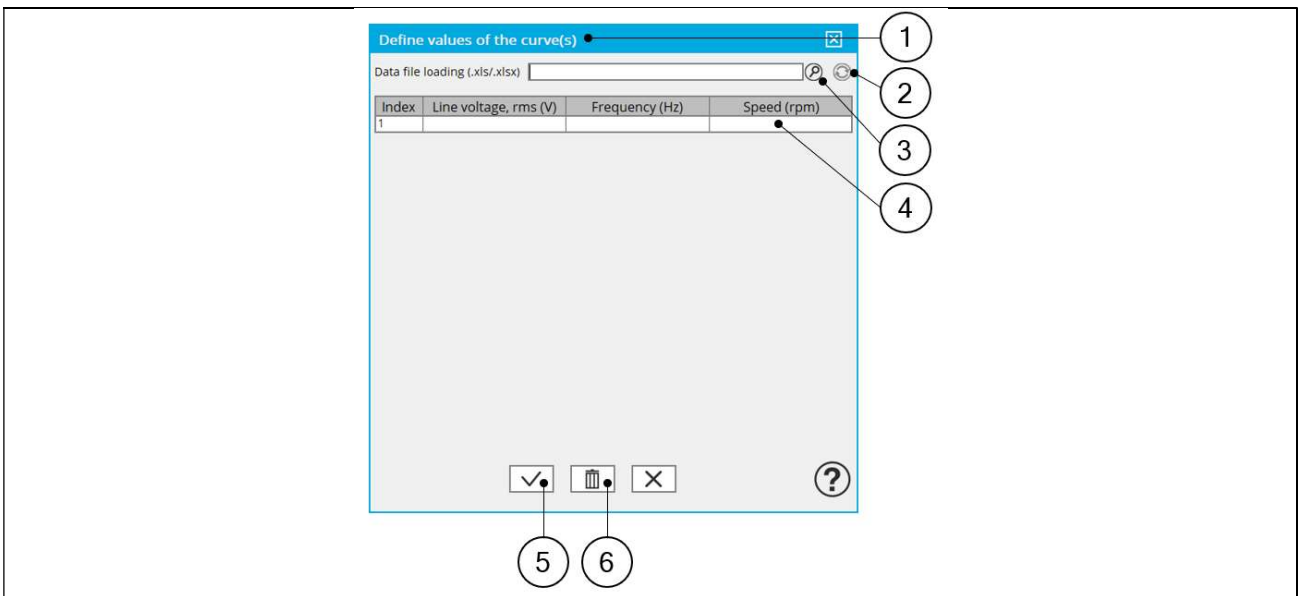 Define values of the curve(s)
1
Data file loading (.xls/.xlsx)
2
Index Line voltage, rms (V) Frequency (Hz) Speed (rpm)
1
3
4
?
5 6